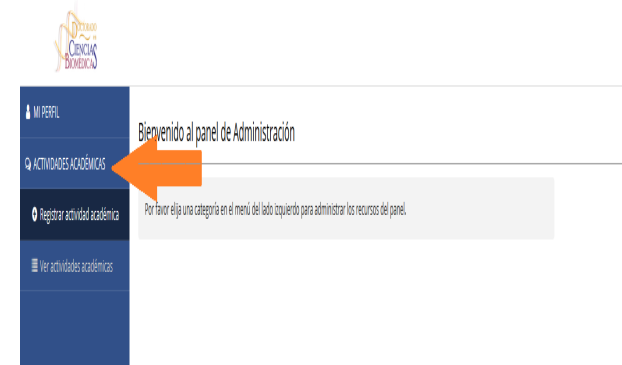 DOCTORADO
DE
CIENCIAS
BIOMÉDICAS
MI PERFIL
Bienvenido al panel de Administración
ACTIVIDADES ACADÉMICAS
Registrar actividad académica
Por favor elija una categoría en el menú del lado izquierdo para administrar los recursos del panel.
Ver actividades académicas